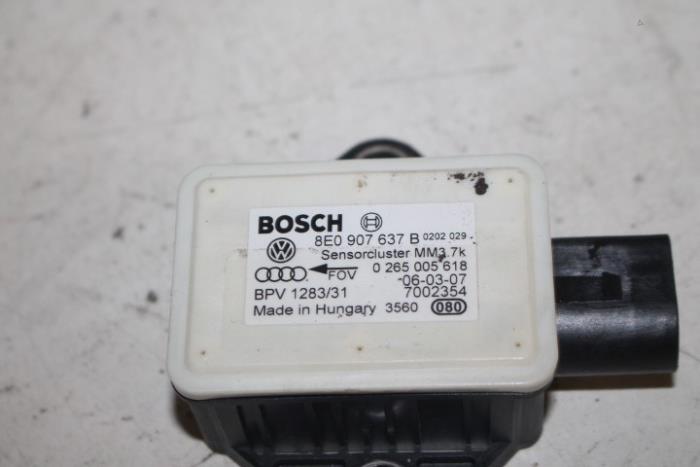 BOSCH
8E0 907 637 B 0202 029
Sensorcluster MM3.7k
FOV 0 265 005 618
06-03-07
BPV 1283/31 7002354
Made in Hungary 3560 080